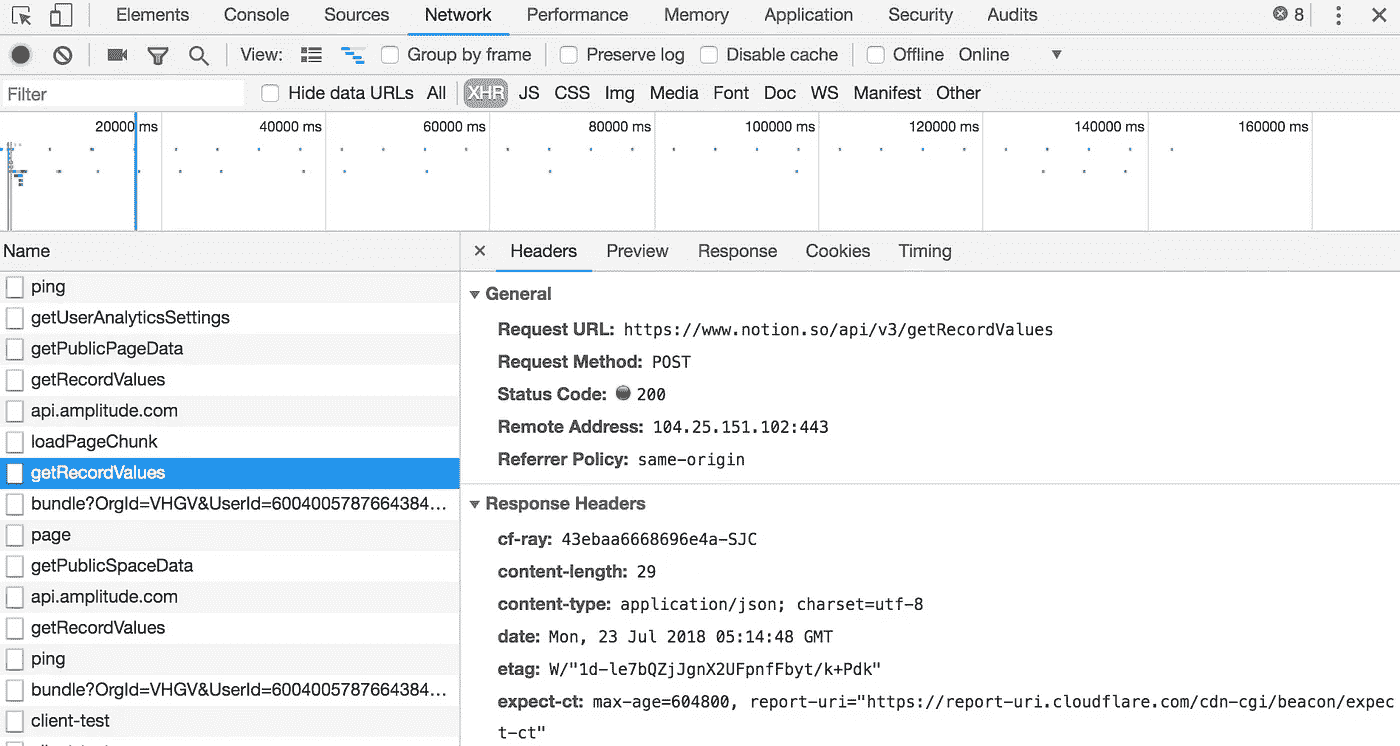 Elements Console Sources Network Performance Memory Application Security Audits 8
View: Group by frame Preserve log Disable cache Offline Online
Filter Hide data URLs All XHR JS CSS Img Media Font Doc WS Manifest Other
20000 ms 40000 ms 60000 ms 80000 ms 100000 ms 120000 ms 140000 ms 160000 ms
Name
ping
getUserAnalyticsSettings
getPublicPageData
getRecordValues
api.amplitude.com
loadPageChunk
getRecordValues
bundle?OrgId=VHGV&UserId=6004005787664384...
page
getPublicSpaceData
api.amplitude.com
getRecordValues
ping
bundle?OrgId=VHGV&UserId=6004005787664384...
client-test
Headers Preview Response Cookies Timing
General
Request URL: https://www.notion.so/api/v3/getRecordValues
Request Method: POST
Status Code: 200
Remote Address: 104.25.151.102:443
Referrer Policy: same-origin
Response Headers
cf-ray: 43ebaa6668696e4a-SJC
content-length: 29
content-type: application/json; charset=utf-8
date: Mon, 23 Jul 2018 05:14:48 GMT
etag: W/"1d-le7bQZjJgnX2UFpnfFbyt/k+Pdk"
expect-ct: max-age=604800, report-uri="https://report-uri.cloudflare.com/cdn-cgi/beacon/expec
t-ct"